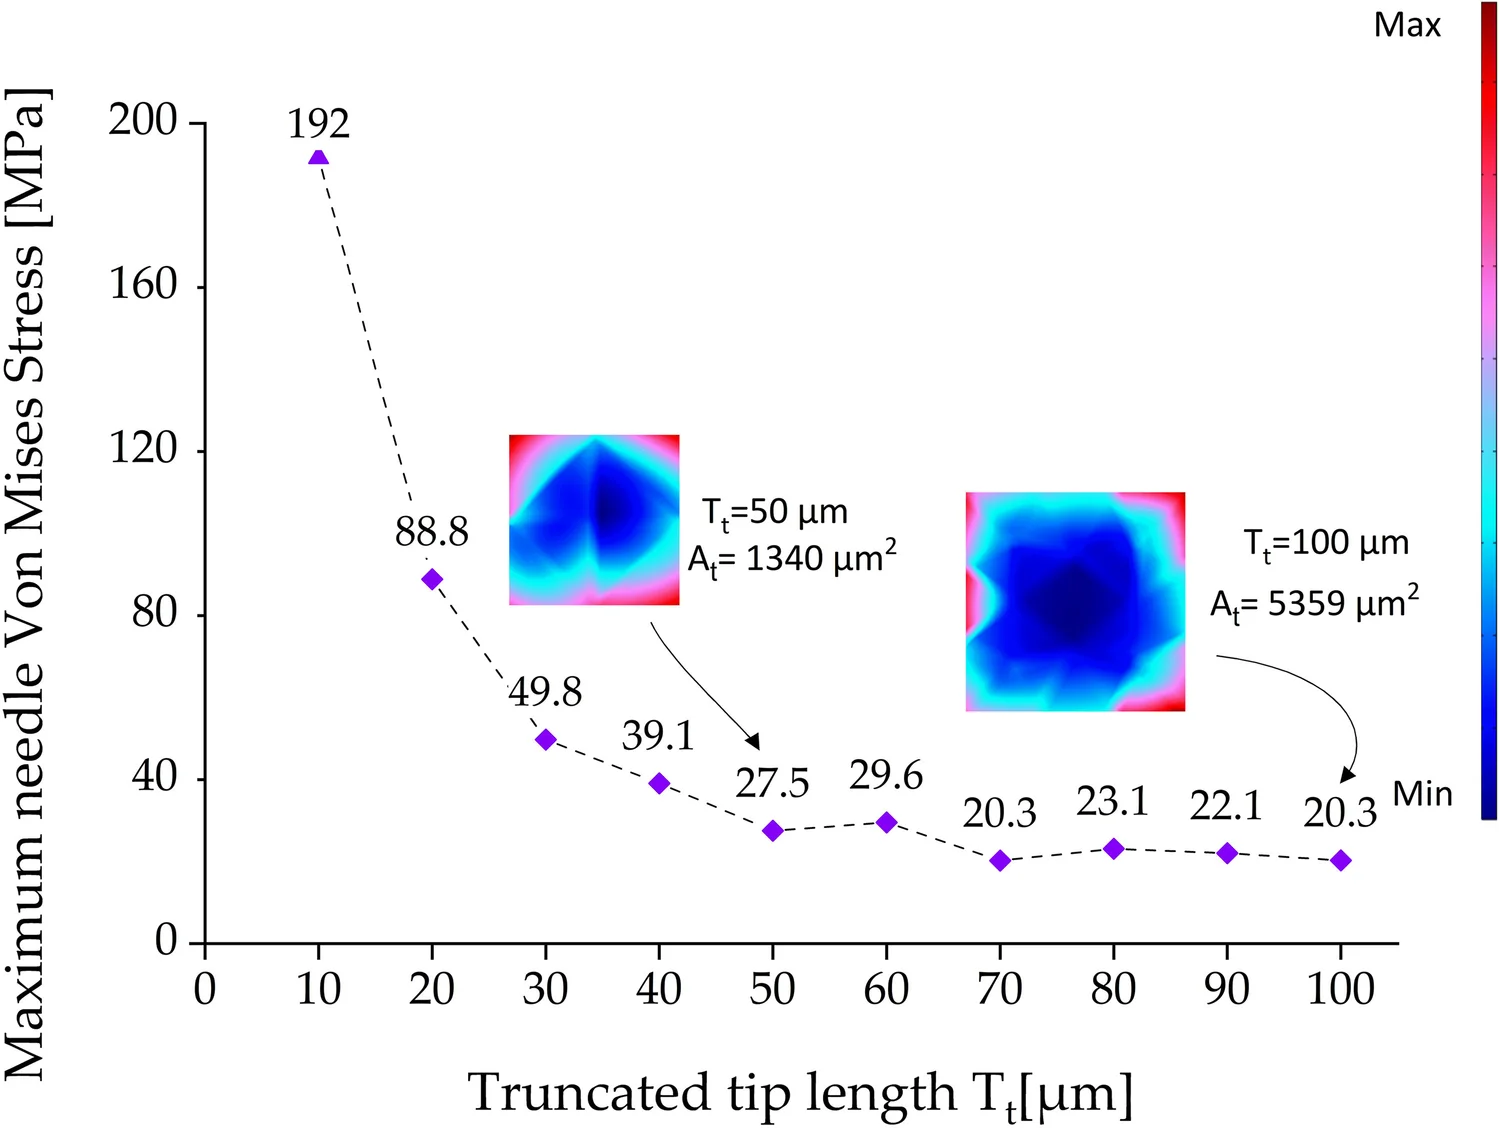 Max
Maximum needle Von Mises Stress [MPa]
200
160
120
80
40
0
192
88.8
49.8
39.1
27.5
29.6
20.3
23.1
22.1
20.3
Tt=50 µm
At= 1340 µm2
Tt=100 µm
At= 5359 µm2
Min
0 10 20 30 40 50 60 70 80 90 100
Truncated tip length Tt[µm]